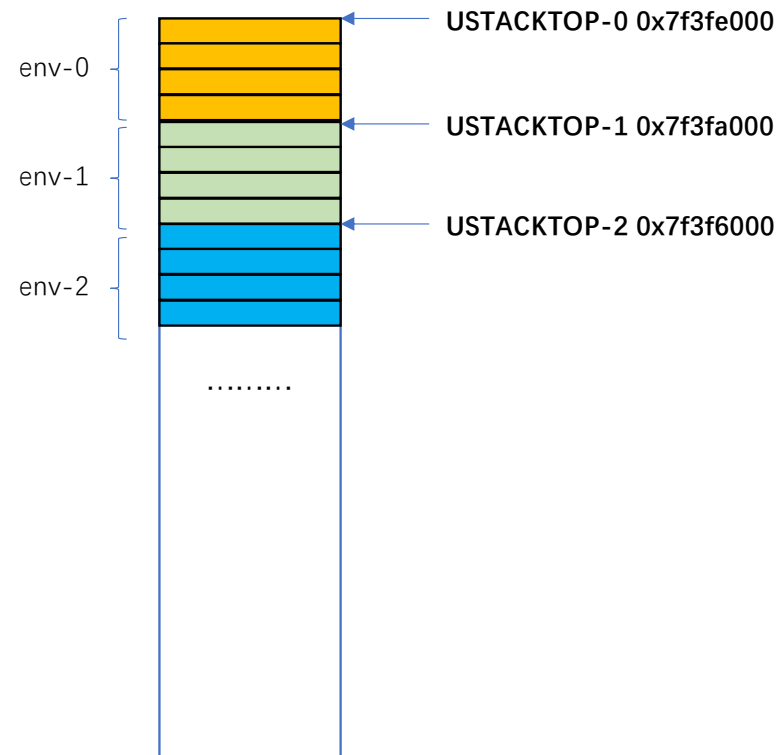 USTACKTOP-0 0x7f3fe000
env-0
USTACKTOP-1 0x7f3fa000
env-1
USTACKTOP-2 0x7f3f6000
env-2
………